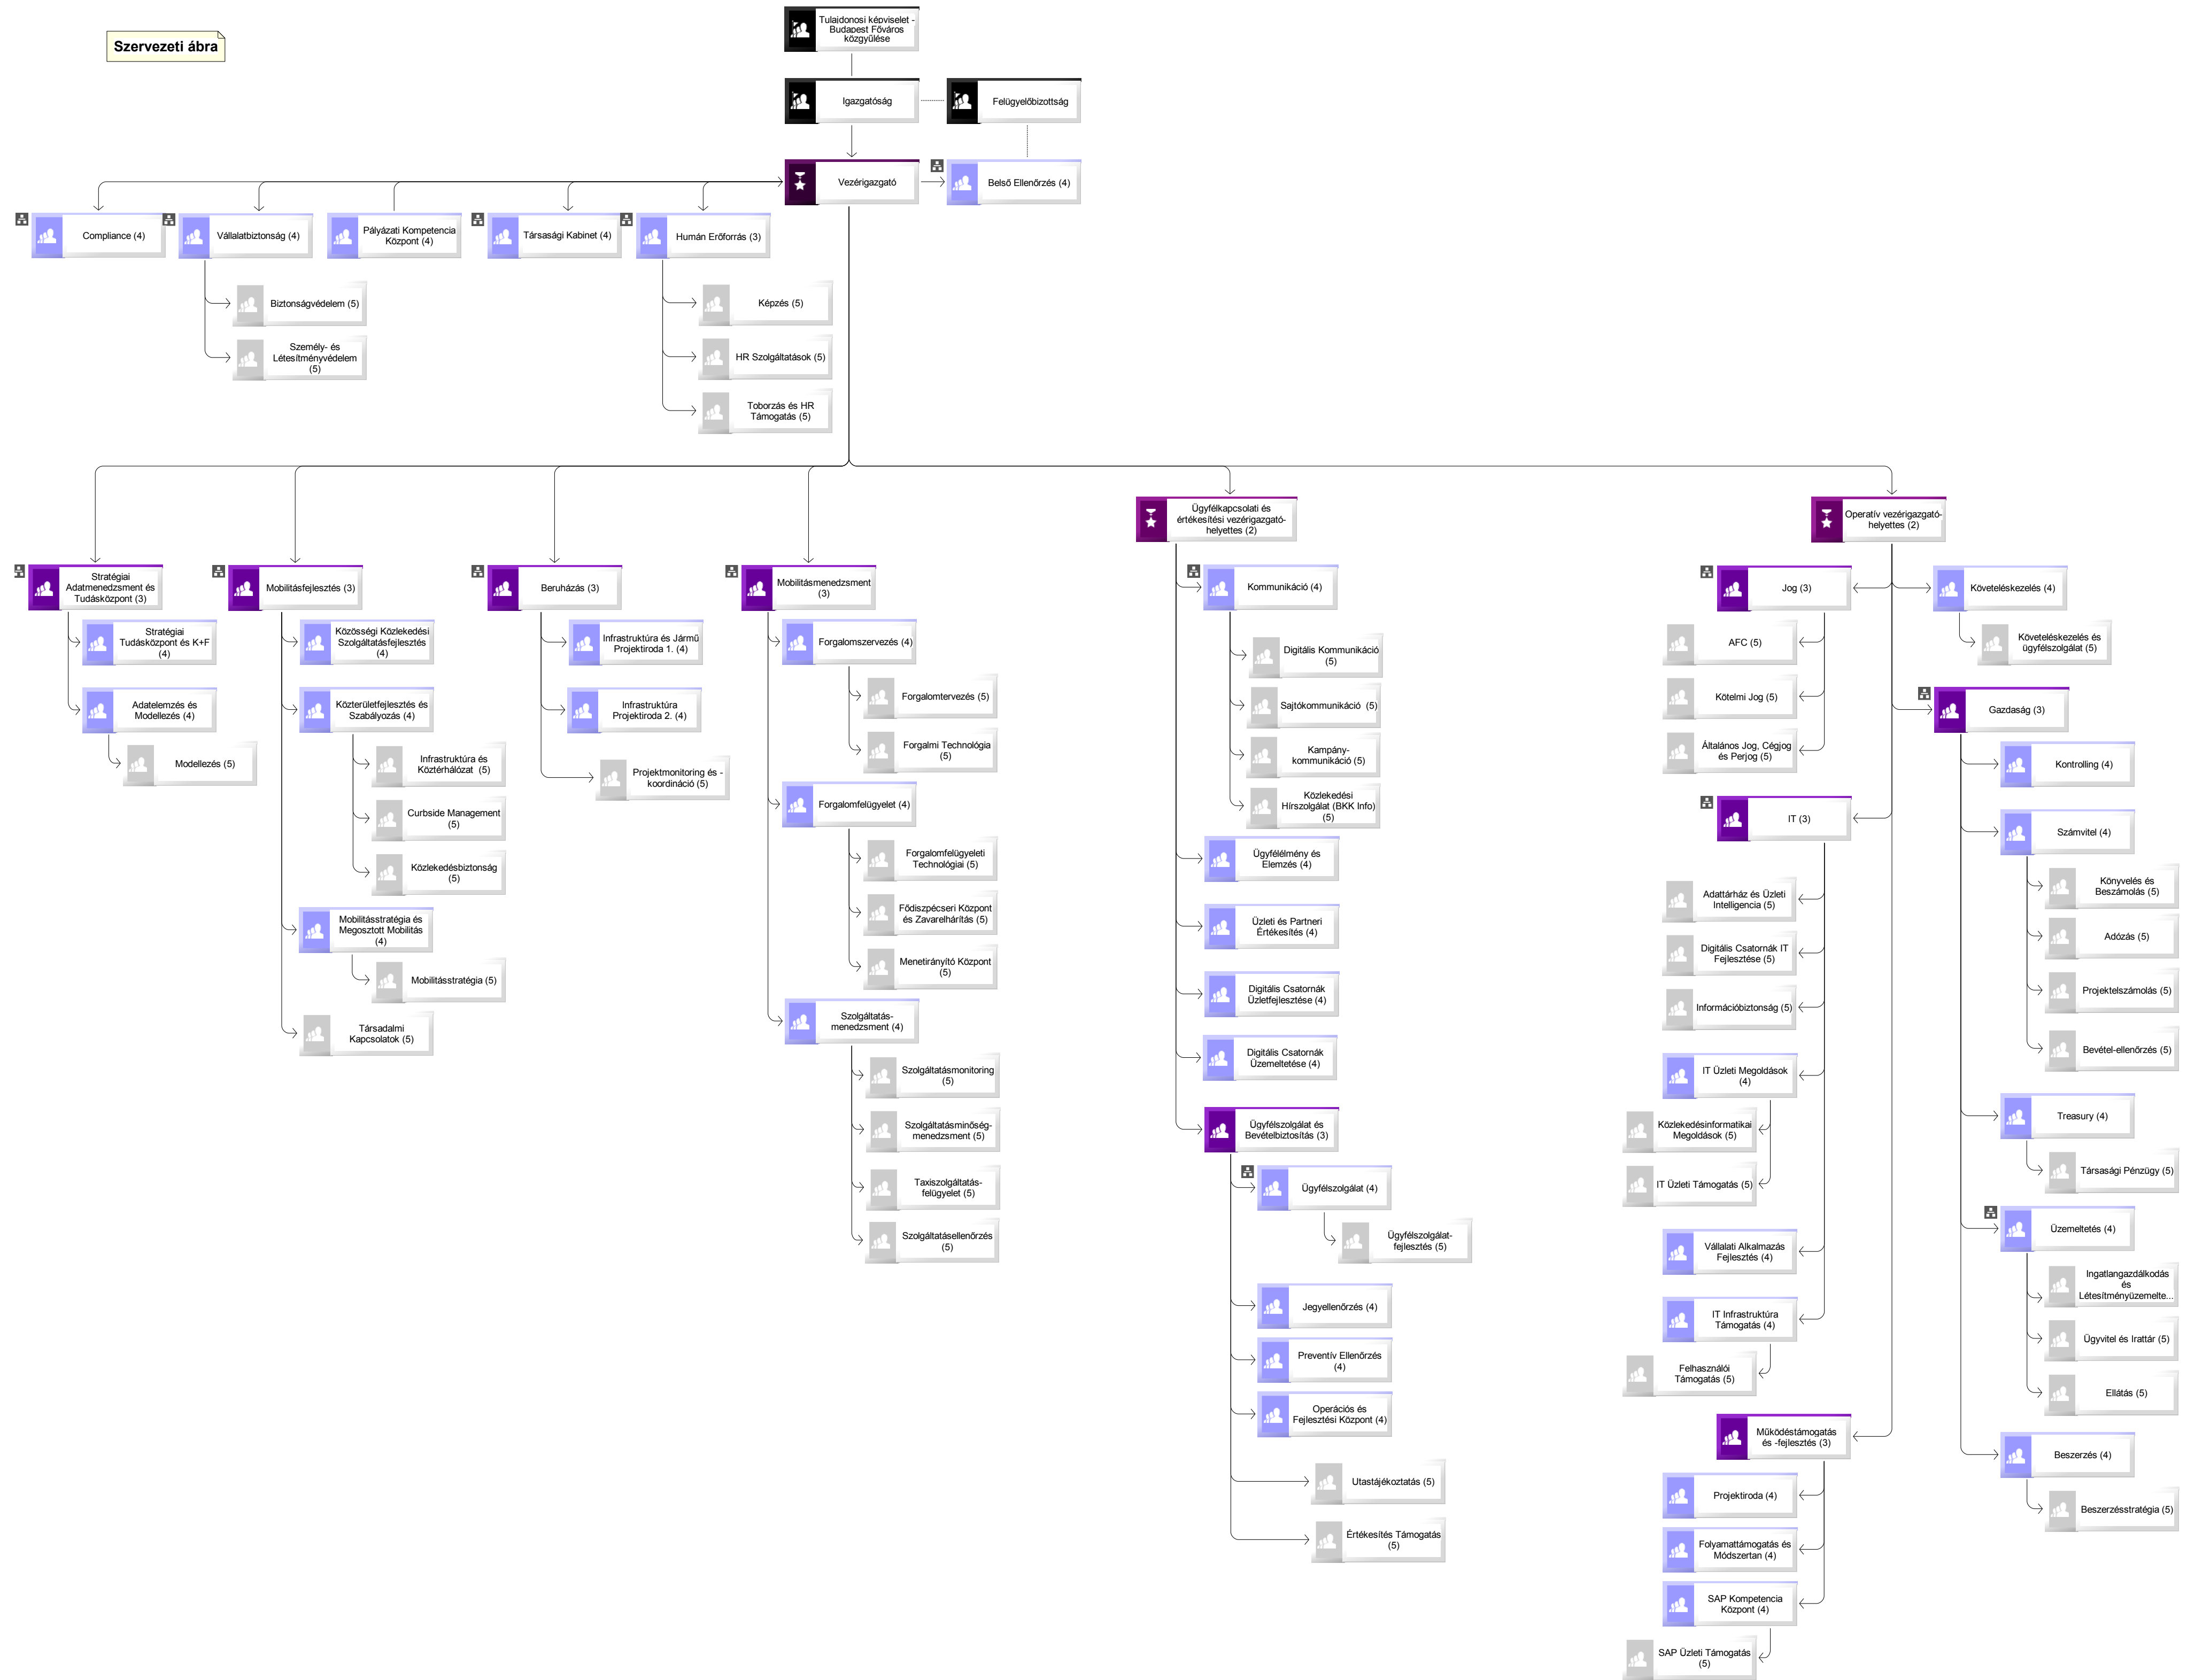 Szervezeti ábra
Tulajdonosi képviselet -
Budapest Főváros
közgyűlése
Igazgatóság
Felügyelőbizottság
Vezérigazgató
Belső Ellenőrzés (4)
Compliance (4)
Vállalatbiztonság (4)
Pályázati Kompetencia
Központ (4)
Társasági Kabinet (4)
Humán Erőforrás (3)
Biztonságvédelem (5)
Személy- és
Létesítményvédelem
(5)
Képzés (5)
HR Szolgáltatások (5)
Toborzás és HR
Támogatás (5)
Stratégiai
Adatmenedzsment és
Tudásközpont (3)
Stratégiai
Tudásközpont és K+F
(4)
Adatelemzés és
Modellezés (4)
Modellezés (5)
Mobilitásfejlesztés (3)
Közösségi Közlekedési
Szolgáltatásfejlesztés
(4)
Közterületfejlesztés és
Szabályozás (4)
Infrastruktúra és
Köztérhálózat (5)
Curbside Management
(5)
Közlekedésbiztonság
(5)
Mobilitásstratégia és
Megosztott Mobilitás
(4)
Mobilitásstratégia (5)
Társadalmi
Kapcsolatok (5)
Beruházás (3)
Infrastruktúra és Jármű
Projektiroda 1. (4)
Infrastruktúra
Projektiroda 2. (4)
Projektmonitoring és -
koordináció (5)
Mobilitásmenedzsment
(3)
Forgalomszervezés (4)
Forgalomtervezés (5)
Forgalmi Technológia
(5)
Forgalomfelügyelet (4)
Forgalomfelügyeleti
Technológiai (5)
Fődiszpécseri Központ
és Zavarelhárítás (5)
Menetirányító Központ
(5)
Szolgáltatás-
menedzsment (4)
Szolgáltatásmonitoring
(5)
Szolgáltatásminőség-
menedzsment (5)
Taxiszolgáltatás-
felügyelet (5)
Szolgáltatásellenőrzés
(5)
Ügyfélkapcsolati és
értékesítési vezérigazgató-
helyettes (2)
Kommunikáció (4)
Digitális Kommunikáció
(5)
Sajtókommunikáció (5)
Kampány-
kommunikáció (5)
Közlekedési
Hírszolgálat (BKK Info)
(5)
Ügyfélélmény és
Elemzés (4)
Üzleti és Partneri
Értékesítés (4)
Digitális Csatornák
Üzletfejlesztése (4)
Digitális Csatornák
Üzemeltetése (4)
Ügyfélszolgálat és
Bevételbiztosítás (3)
Ügyfélszolgálat (4)
Ügyfélszolgálat-
fejlesztés (5)
Jegyellenőrzés (4)
Preventív Ellenőrzés
(4)
Operációs és
Fejlesztési Központ (4)
Utastájékoztatás (5)
Értékesítés Támogatás
(5)
Operatív vezérigazgató-
helyettes (2)
Jog (3)
AFC (5)
Kötelmi Jog (5)
Általános Jog, Cégjog
és Perjog (5)
IT (3)
Adattárház és Üzleti
Intelligencia (5)
Digitális Csatornák IT
Fejlesztése (5)
Információbiztonság (5)
IT Üzleti Megoldások
(4)
Közlekedésinformatikai
Megoldások (5)
IT Üzleti Támogatás (5)
Vállalati Alkalmazás
Fejlesztés (4)
IT Infrastruktúra
Támogatás (4)
Felhasználói
Támogatás (5)
Működéstámogatás
és -fejlesztés (3)
Projektiroda (4)
Folyamattámogatás és
Módszertan (4)
SAP Kompetencia
Központ (4)
SAP Üzleti Támogatás
(5)
Követeléskezelés (4)
Követeléskezelés és
ügyfélszolgálat (5)
Gazdaság (3)
Kontrolling (4)
Számvitel (4)
Könyvelés és
Beszámolás (5)
Adózás (5)
Projektelszámolás (5)
Bevétel-ellenőrzés (5)
Treasury (4)
Társasági Pénzügy (5)
Üzemeltetés (4)
Ingatlangazdálkodás
és
Létesítményüzemelte...
Ügyvitel és Irattár (5)
Ellátás (5)
Beszerzés (4)
Beszerzésstratégia (5)